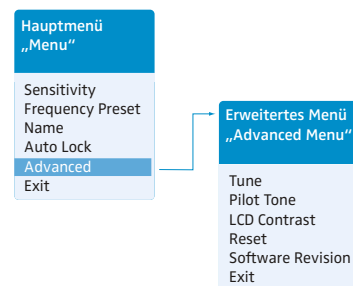 Hauptmenü
„Menu“
Sensitivity
Frequency Preset
Name
Auto Lock
Advanced
Exit
Erweitertes Menü
„Advanced Menu“
Tune
Pilot Tone
LCD Contrast
Reset
Software Revision
Exit